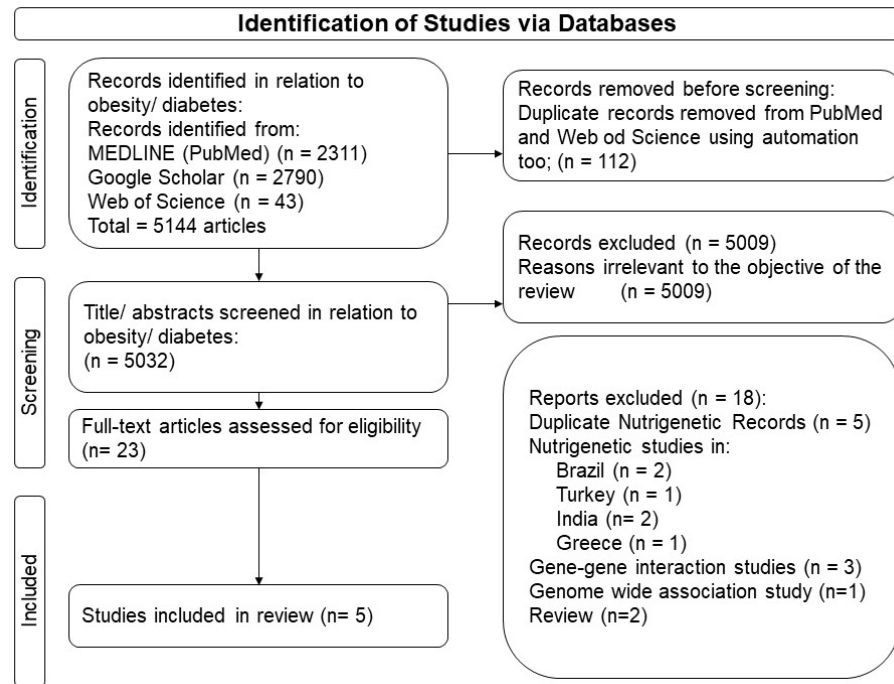 Identification of Studies via Databases
Identification
Records identified in relation to
obesity/ diabetes:
Records identified from:
MEDLINE (PubMed) (n = 2311)
Google Scholar (n = 2790)
Web of Science (n = 43)
Total = 5144 articles
Records removed before screening:
Duplicate records removed from PubMed
and Web od Science using automation
too; (n = 112)
Screening
Title/ abstracts screened in relation to
obesity/ diabetes:
(n = 5032)
Records excluded (n = 5009)
Reasons irrelevant to the objective of the
review (n = 5009)
Full-text articles assessed for eligibility
(n= 23)
Reports excluded (n = 18):
Duplicate Nutrigenetic Records (n = 5)
Nutrigenetic studies in:
Brazil (n = 2)
Turkey (n = 1)
India (n= 2)
Greece (n = 1)
Gene-gene interaction studies (n = 3)
Genome wide association study (n=1)
Review (n=2)
Included
Studies included in review (n= 5)